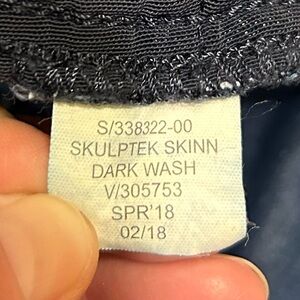 S/338322-00
SKULPTEK SKINN
DARK WASH
V/305753
SPR'18
02/18